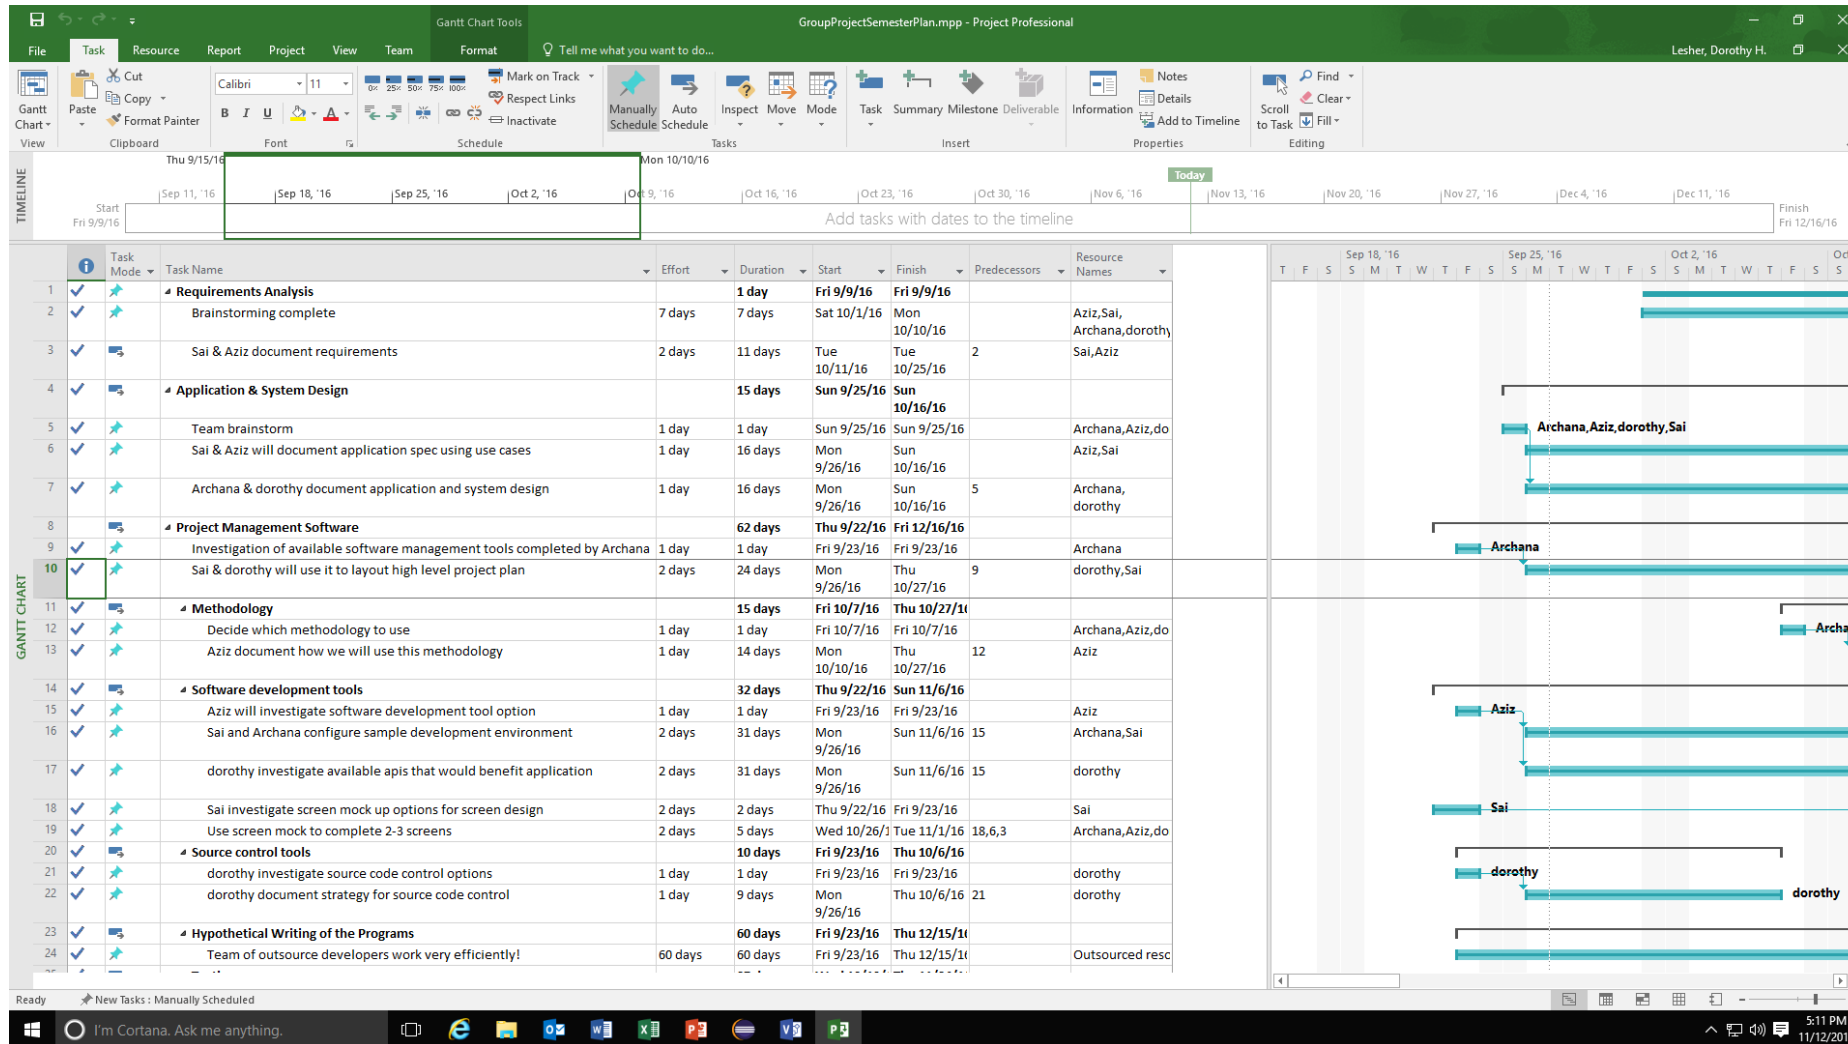 Gantt Chart Tools
GroupProjectSemesterPlan.mpp - Project Professional
File Task Resource Report Project View Team Format Tell me what you want to do... Lesher, Dorothy H.
Gantt Chart
View
Paste
Cut
Copy
Format Painter
Clipboard
Calibri 11
B I U A
Font
0% 25% 50% 75% 100%
Mark on Track
Respect Links
Inactivate
Schedule
Manually Schedule
Auto Schedule
Inspect Move Mode
Tasks
Task Summary Milestone Deliverable
Insert
Information
Notes
Details
Add to Timeline
Properties
Scroll to Task
Find
Clear
Fill
Editing
TIMELINE
Thu 9/15/16 Mon 10/10/16
Today
Sep 11, '16 Sep 18, '16 Sep 25, '16 Oct 2, '16 Oct 9, '16 Oct 16, '16 Oct 23, '16 Oct 30, '16 Nov 6, '16 Nov 13, '16 Nov 20, '16 Nov 27, '16 Dec 4, '16 Dec 11, '16
Start
Fri 9/9/16
Add tasks with dates to the timeline
Finish
Fri 12/16/16
GANTT CHART
Task Mode Task Name Effort Duration Start Finish Predecessors Resource Names
Sep 18, '16 Sep 25, '16 Oct 2, '16 Oct
T F S S M T W T F S S M T W T F S S M T W T F S S
1 Requirements Analysis 1 day Fri 9/9/16 Fri 9/9/16
2 Brainstorming complete 7 days 7 days Sat 10/1/16 Mon 10/10/16 Aziz,Sai, Archana,dorothy
3 Sai & Aziz document requirements 2 days 11 days Tue 10/11/16 Tue 10/25/16 2 Sai,Aziz
4 Application & System Design 15 days Sun 9/25/16 Sun 10/16/16
5 Team brainstorm 1 day 1 day Sun 9/25/16 Sun 9/25/16 Archana,Aziz,do Archana,Aziz,dorothy,Sai
6 Sai & Aziz will document application spec using use cases 1 day 16 days Mon 9/26/16 Sun 10/16/16 Aziz,Sai
7 Archana & dorothy document application and system design 1 day 16 days Mon 9/26/16 Sun 10/16/16 5 Archana, dorothy
8 Project Management Software 62 days Thu 9/22/16 Fri 12/16/16
9 Investigation of available software management tools completed by Archana 1 day 1 day Fri 9/23/16 Fri 9/23/16 Archana Archana
10 Sai & dorothy will use it to layout high level project plan 2 days 24 days Mon 9/26/16 Thu 10/27/16 9 dorothy,Sai
11 Methodology 15 days Fri 10/7/16 Thu 10/27/1
12 Decide which methodology to use 1 day 1 day Fri 10/7/16 Fri 10/7/16 Archana,Aziz,do Archa
13 Aziz document how we will use this methodology 1 day 14 days Mon 10/10/16 Thu 10/27/16 12 Aziz
14 Software development tools 32 days Thu 9/22/16 Sun 11/6/16
15 Aziz will investigate software development tool option 1 day 1 day Fri 9/23/16 Fri 9/23/16 Aziz Aziz
16 Sai and Archana configure sample development environment 2 days 31 days Mon 9/26/16 Sun 11/6/16 15 Archana,Sai
17 dorothy investigate available apis that would benefit application 2 days 31 days Mon 9/26/16 Sun 11/6/16 15 dorothy
18 Sai investigate screen mock up options for screen design 2 days 2 days Thu 9/22/16 Fri 9/23/16 Sai Sai
19 Use screen mock to complete 2-3 screens 2 days 5 days Wed 10/26/1 Tue 11/1/16 18,6,3 Archana,Aziz,do
20 Source control tools 10 days Fri 9/23/16 Thu 10/6/16
21 dorothy investigate source code control options 1 day 1 day Fri 9/23/16 Fri 9/23/16 dorothy dorothy
22 dorothy document strategy for source code control 1 day 9 days Mon 9/26/16 Thu 10/6/16 21 dorothy dorothy
23 Hypothetical Writing of the Programs 60 days Fri 9/23/16 Thu 12/15/1
24 Team of outsource developers work very efficiently! 60 days 60 days Fri 9/23/16 Thu 12/15/1 Outsourced resc
Ready New Tasks : Manually Scheduled
I'm Cortana. Ask me anything.
5:11 PM
11/12/201